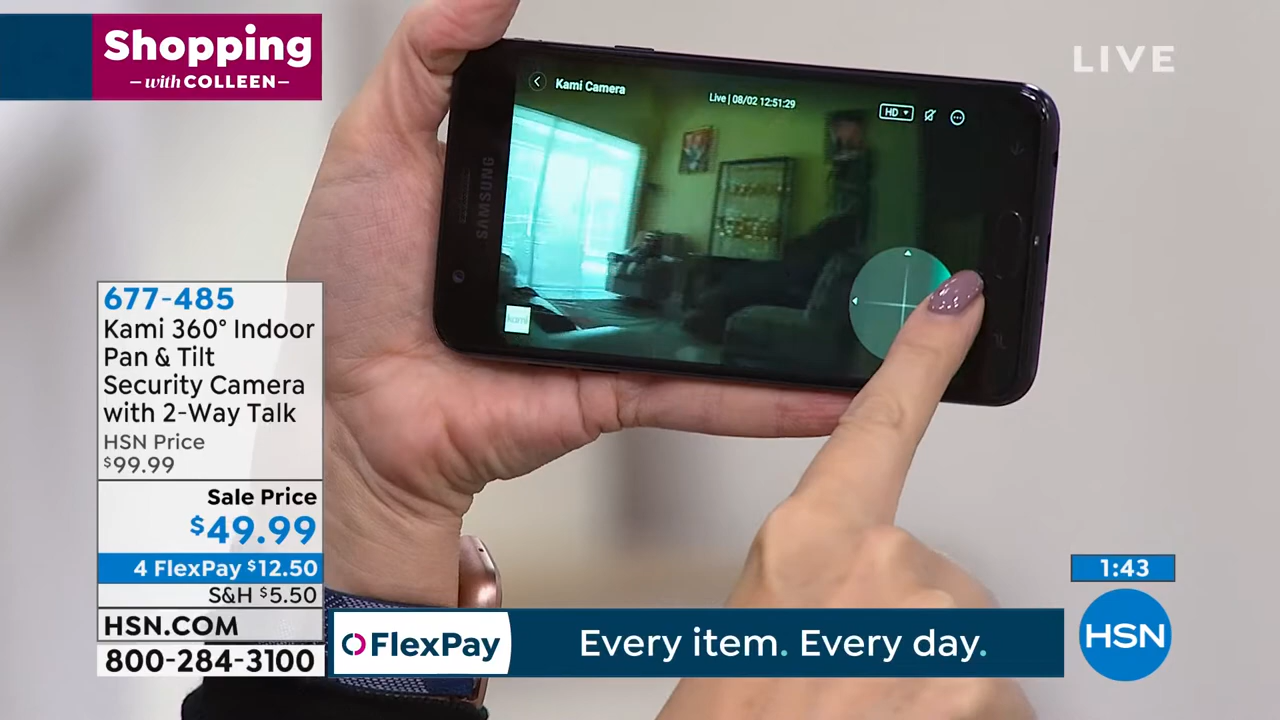 Shopping
–with COLLEEN–
LIVE
Kami Camera
Live | 08/02 12:51:29
HD
SAMSUNG
kami
677-485
Kami 360° Indoor
Pan & Tilt
Security Camera
with 2-Way Talk
HSN Price
$99.99
Sale Price
$49.99
4 FlexPay $12.50
S&H $5.50
HSN.COM
800-284-3100
FlexPay
Every item. Every day.
1:43
HSN